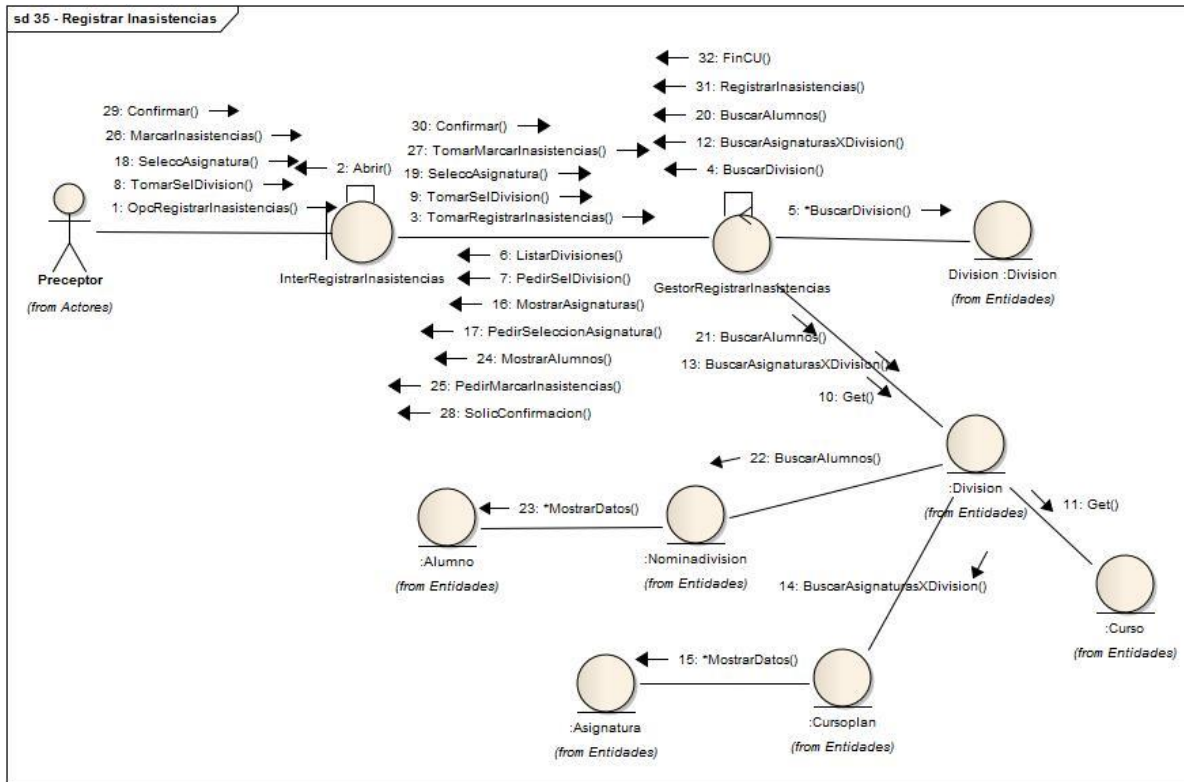 sd 35 - Registrar Inasistencias
32: FinCU()
31: RegistrarInasistencias()
20: BuscarAlumnos()
12: BuscarAsignaturasXDivision()
4: BuscarDivision()
29: Confirmar()
26: MarcarInasistencias()
18: SeleccAsignatura()
8: TomarSelDivision()
1: OpcRegistrarInasistencias()
2: Abrir()
30: Confirmar()
27: TomarMarcarInasistencias()
19: SeleccAsignatura()
9: TomarSelDivision()
3: TomarRegistrarInasistencias()
5: *BuscarDivision()
Preceptor
(from Actores)
InterRegistrarInasistencias
GestorRegistrarInasistencias
Division :Division
(from Entidades)
6: ListarDivisiones()
7: PedirSelDivision()
16: MostrarAsignaturas()
17: PedirSeleccionAsignatura()
24: MostrarAlumnos()
25: PedirMarcarInasistencias()
28: SolicConfirmacion()
21: BuscarAlumnos()
13: BuscarAsignaturasXDivision()
10: Get()
22: BuscarAlumnos()
:Division
(from Entidades)
11: Get()
23: *MostrarDatos()
:Alumno
(from Entidades)
:Nominadivision
(from Entidades)
14: BuscarAsignaturasXDivision()
:Curso
(from Entidades)
15: *MostrarDatos()
:Asignatura
(from Entidades)
:Cursoplan
(from Entidades)